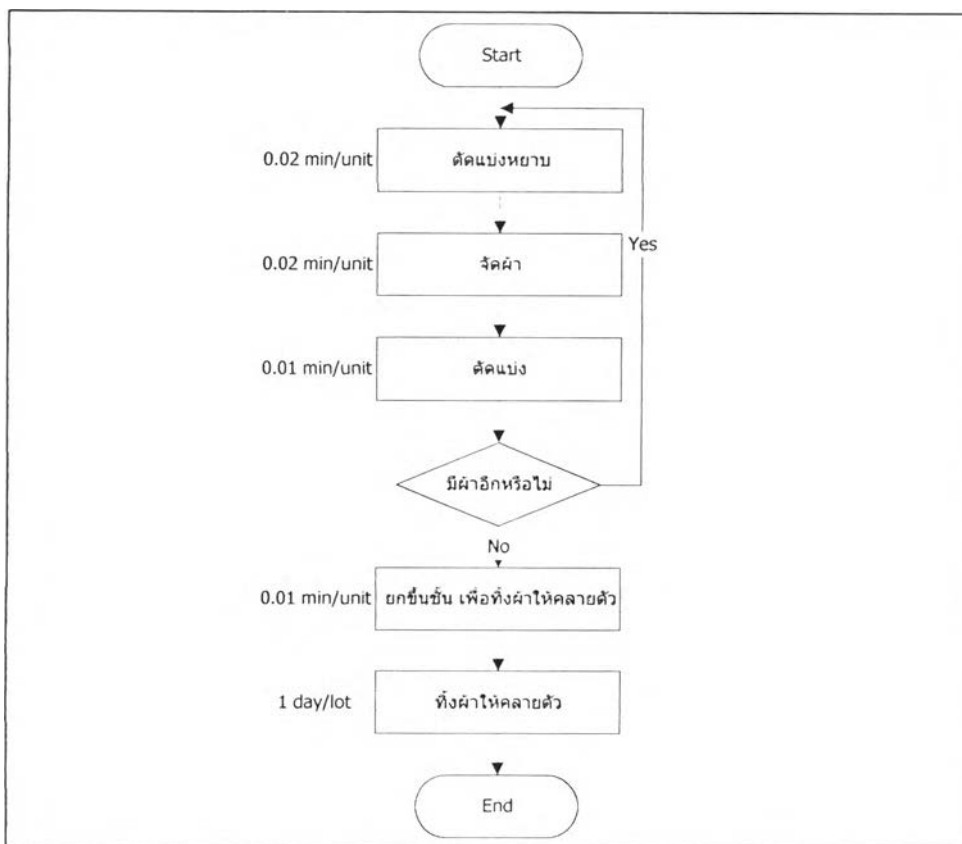 Start
0.02 min/unit ตัดแบ่งหยาบ
0.02 min/unit จัดผ้า
Yes
0.01 min/unit ตัดแบ่ง
มีผ้าอีกหรือไม่
No
0.01 min/unit ยกขึ้นชั้น เพื่อทิ้งผ้าให้คลายตัว
1 day/lot ทิ้งผ้าให้คลายตัว
End